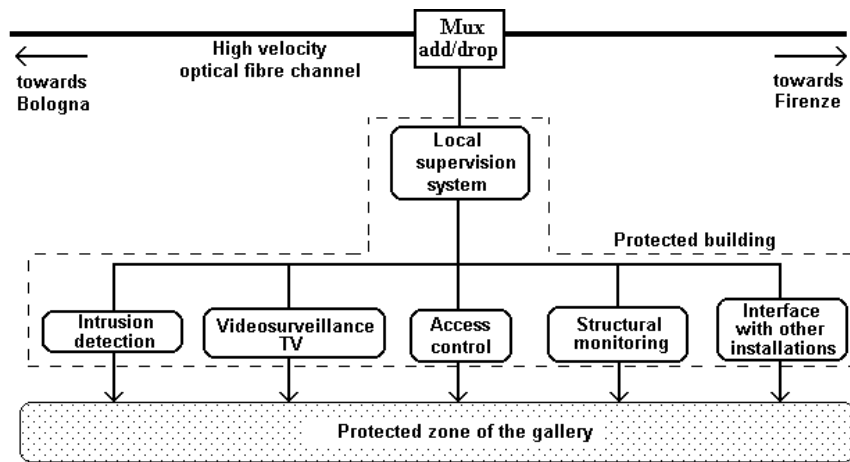 Mux
add/drop
High velocity
optical fibre channel
towards
Bologna
towards
Firenze
Local
supervision
system
Protected building
Intrusion
detection
Videosurveillance
TV
Access
control
Structural
monitoring
Interface
with other
installations
Protected zone of the gallery